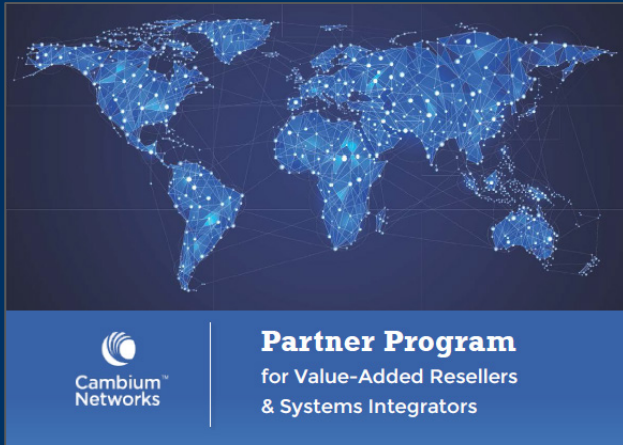 Cambium™
Networks
Partner Program
for Value-Added Resellers
& Systems Integrators